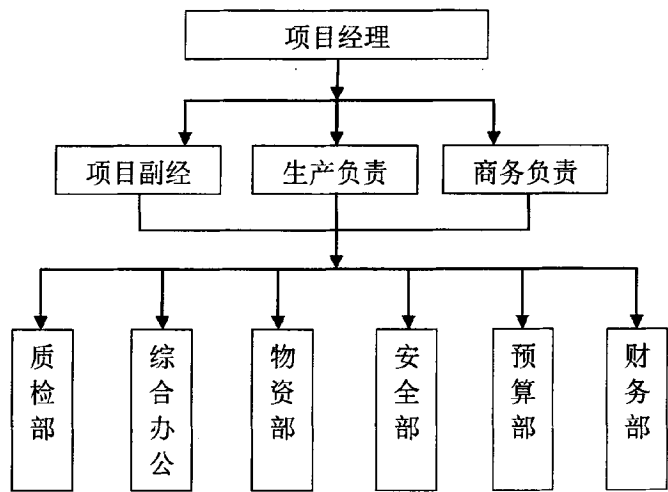 项目经理
项目副经
生产负责
商务负责
质检部
综合办公
物资部
安全部
预算部
财务部